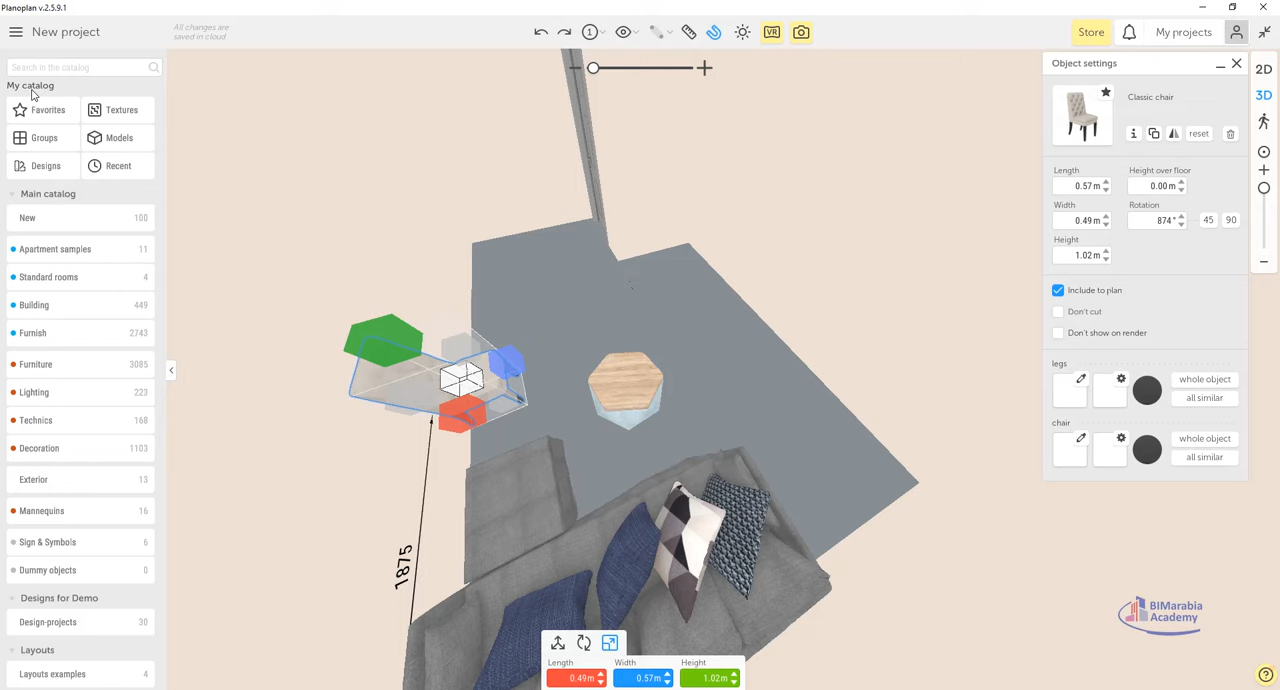 Planoplan v.2.5.9.1
New project
All changes are
saved in cloud
1
VR
Store
My projects
Search in the catalog
My catalog
Favorites
Textures
Groups
Models
Designs
Recent
Main catalog
New 100
Apartment samples 11
Standard rooms 4
Building 449
Furnish 2743
Furniture 3085
Lighting 223
Technics 168
Decoration 1103
Exterior 13
Mannequins 16
Sign & Symbols 6
Dummy objects 0
Designs for Demo
Design-projects 30
Layouts
Layouts examples 4
1875
Length
Width
Height
0.49m
0.57m
1.02m
Object settings
Classic chair
i
reset
Length
Height over floor
0.57 m
0.00 m
Width
Rotation
0.49 m
874°
45
90
Height
1.02 m
Include to plan
Don't cut
Don't show on render
legs
whole object
all similar
chair
whole object
all similar
2D
3D
BIMarabia
Academy
?